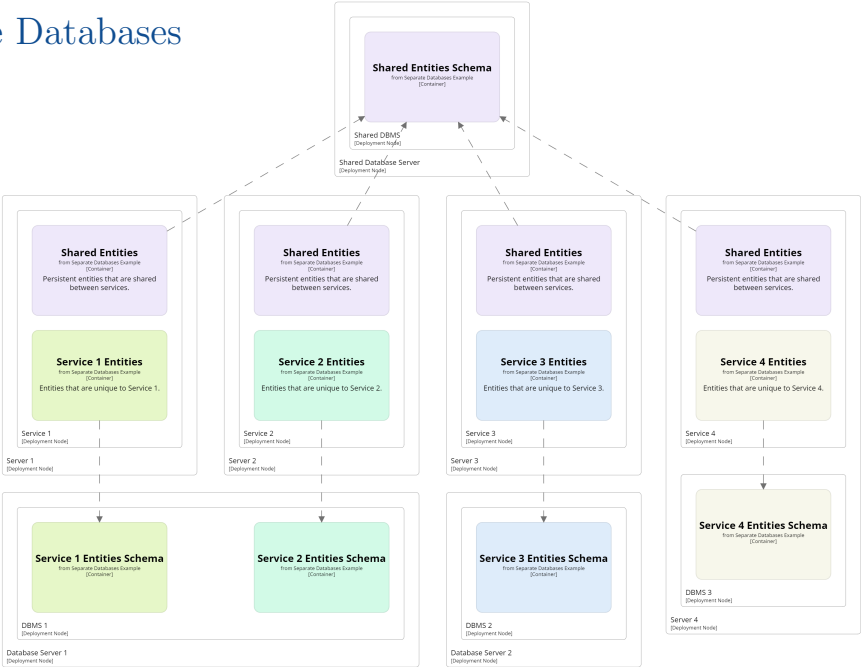 e Databases
Shared Entities Schema
from Separate Databases Example
[Container]
Shared DBMS
[Deployment Node]
Shared Database Server
[Deployment Node]
Shared Entities
from Separate Databases Example
[Container]
Persistent entities that are shared
between services.
Service 1 Entities
from Separate Databases Example
[Container]
Entities that are unique to Service 1.
Service 1
[Deployment Node]
Server 1
[Deployment Node]
Shared Entities
from Separate Databases Example
[Container]
Persistent entities that are shared
between services.
Service 2 Entities
from Separate Databases Example
[Container]
Entities that are unique to Service 2.
Service 2
[Deployment Node]
Server 2
[Deployment Node]
Shared Entities
from Separate Databases Example
[Container]
Persistent entities that are shared
between services.
Service 3 Entities
from Separate Databases Example
[Container]
Entities that are unique to Service 3.
Service 3
[Deployment Node]
Server 3
[Deployment Node]
Shared Entities
from Separate Databases Example
[Container]
Persistent entities that are shared
between services.
Service 4 Entities
from Separate Databases Example
[Container]
Entities that are unique to Service 4.
Service 4
[Deployment Node]
Service 1 Entities Schema
from Separate Databases Example
[Container]
Service 2 Entities Schema
from Separate Databases Example
[Container]
DBMS 1
[Deployment Node]
Database Server 1
[Deployment Node]
Service 3 Entities Schema
from Separate Databases Example
[Container]
DBMS 2
[Deployment Node]
Database Server 2
[Deployment Node]
Service 4 Entities Schema
from Separate Databases Example
[Container]
DBMS 3
[Deployment Node]
Server 4
[Deployment Node]